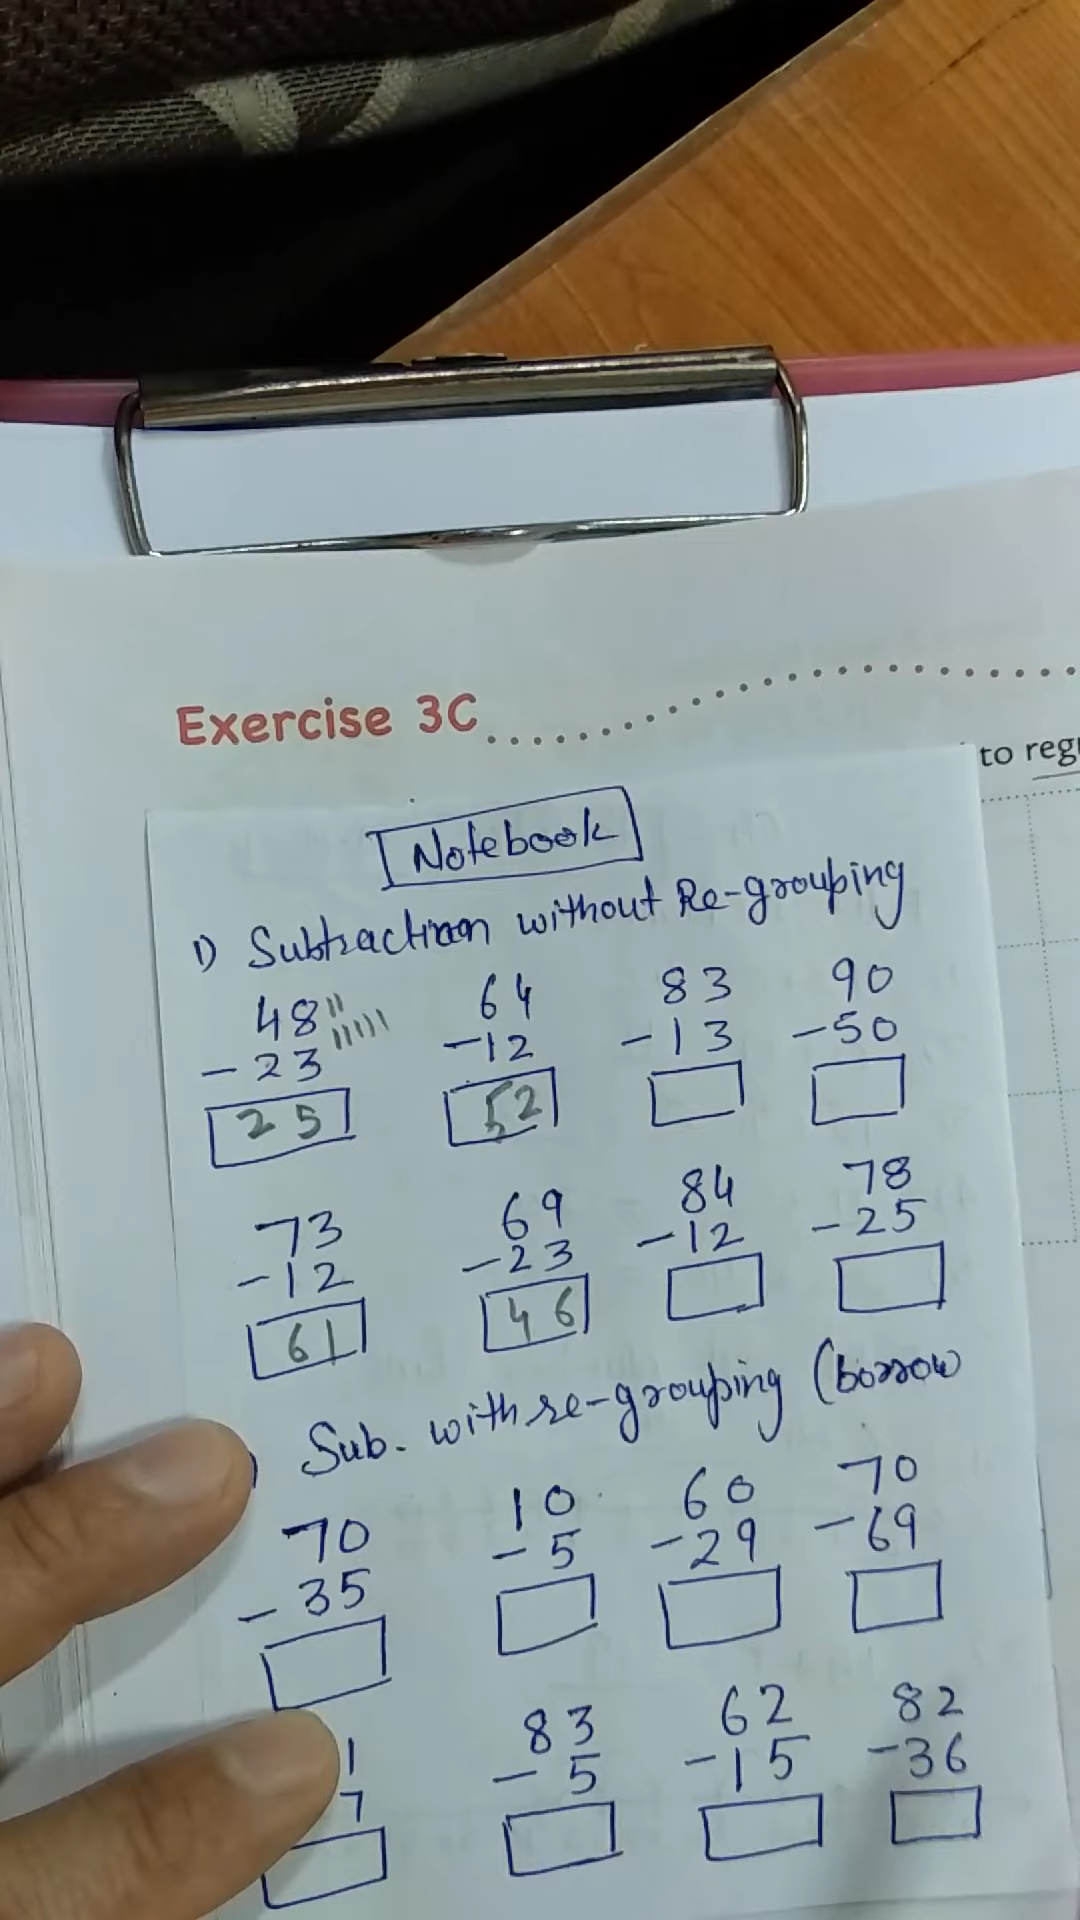 Exercise 3C
to reg
Notebook
1) Subtraction without Re-grouping
48 64 83 90
-23 -12 -13 -50
25 52
73 69 84 78
-12 -23 -12 -25
61 46
) Sub. with re-grouping (borrow
70 10 60 70
-35 -5 -29 -69
1 83 62 82
7 -5 -15 -36